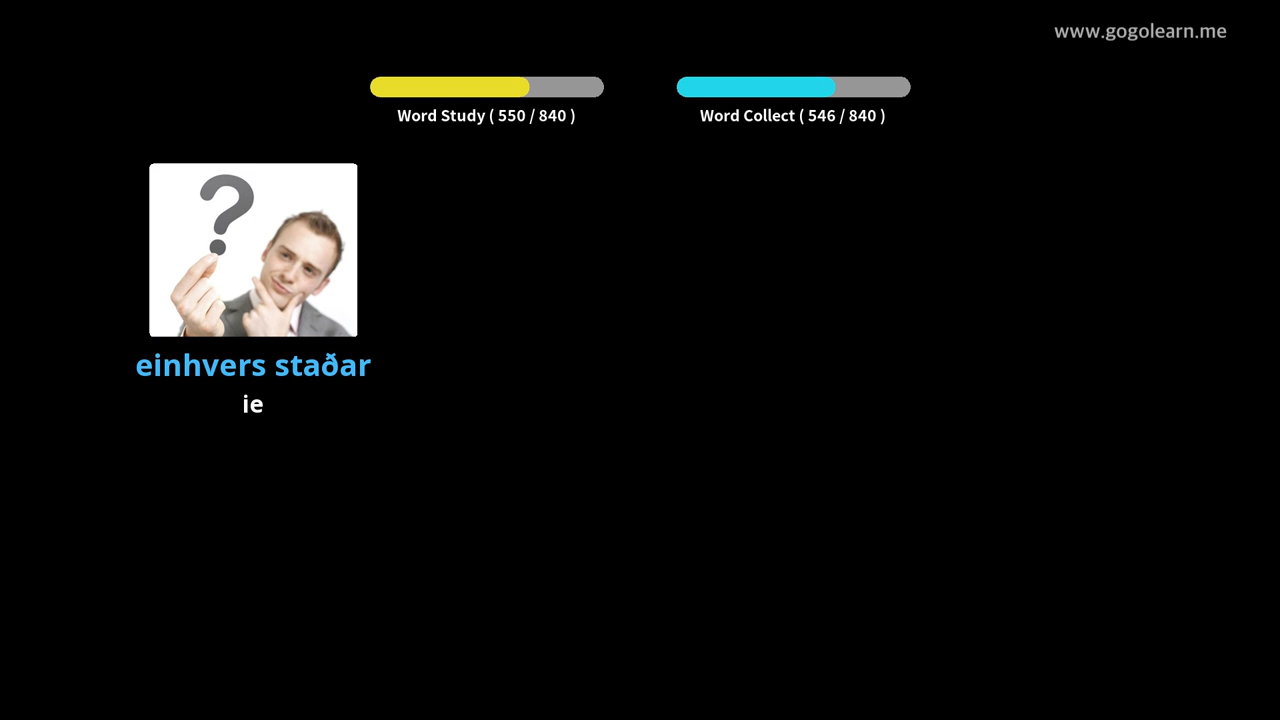 www.gogolearn.me
Word Study ( 550 / 840 )
Word Collect ( 546 / 840 )
?
einhvers staðar
ie